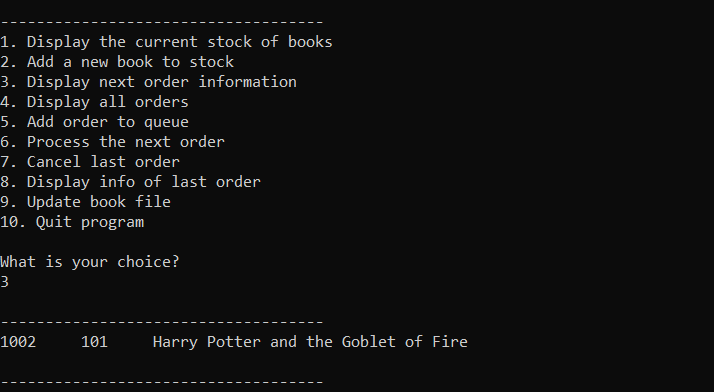 ------------------------------------
1. Display the current stock of books
2. Add a new book to stock
3. Display next order information
4. Display all orders
5. Add order to queue
6. Process the next order
7. Cancel last order
8. Display info of last order
9. Update book file
10. Quit program
What is your choice?
3
------------------------------------
1002     101     Harry Potter and the Goblet of Fire
------------------------------------